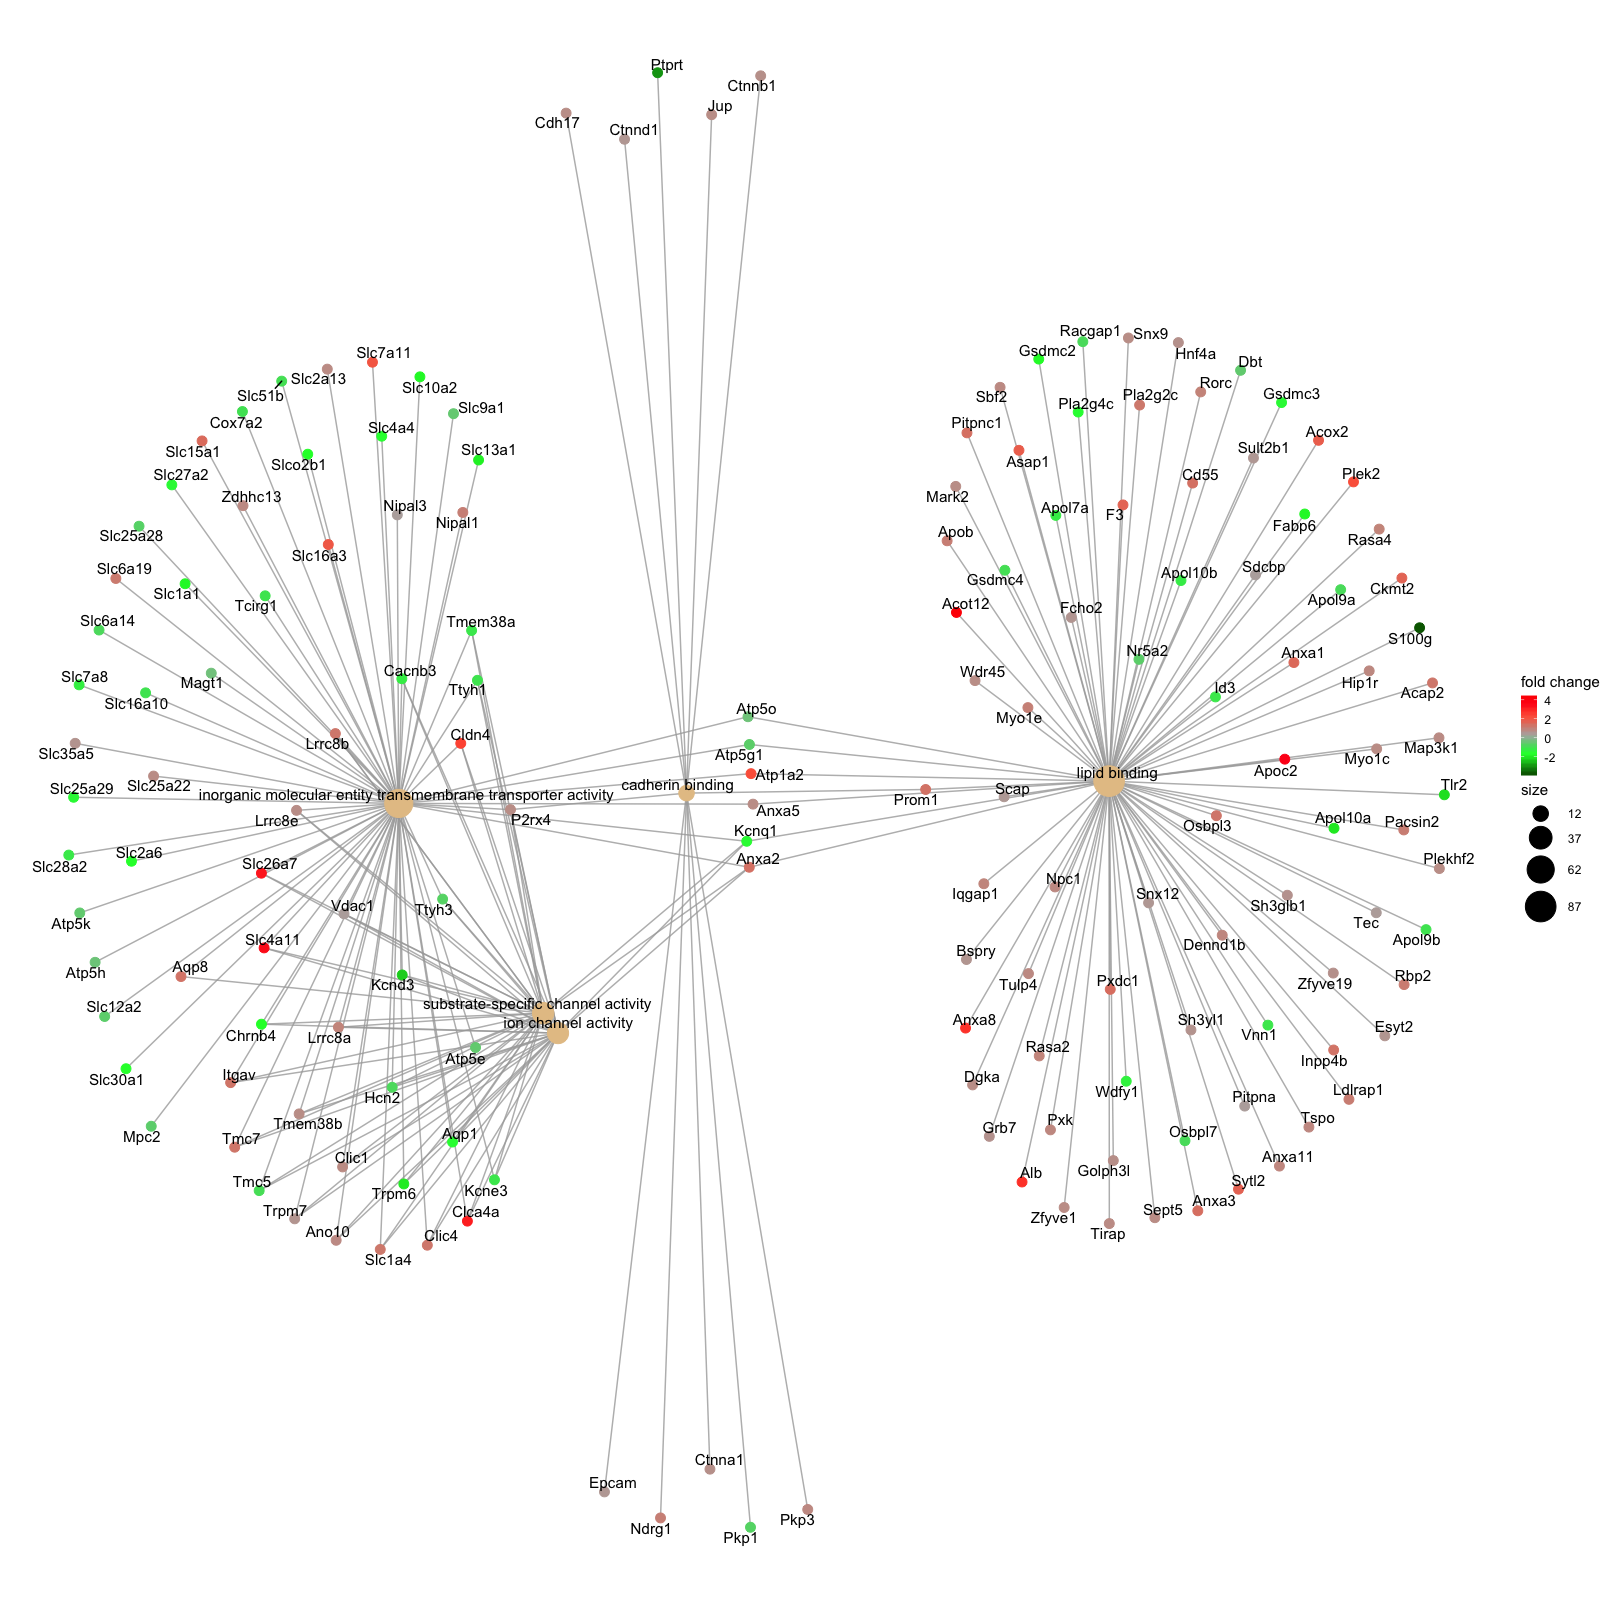 Ptprt
Ctnnb1
Cdh17
Ctnnd1
Jup
Slc7a11
Slc2a13
Slc51b
Slc10a2
Slc9a1
Cox7a2
Slc4a4
Slc15a1
Slco2b1
Slc13a1
Slc27a2
Zdhhc13
Nipal3
Nipal1
Slc25a28
Slc16a3
Slc6a19
Slc1a1
Tcirg1
Slc6a14
Tmem38a
Slc7a8
Magt1
Cacnb3
Ttyh1
Slc16a10
Lrrc8b
Cldn4
Slc35a5
Slc25a29
Slc25a22
inorganic molecular entity transmembrane transporter activity
Lrrc8e
P2rx4
Slc28a2
Slc2a6
Slc26a7
Vdac1
Ttyh3
Atp5k
Slc4a11
Atp5h
Aqp8
Kcnd3
Slc12a2
substrate-specific channel activity
ion channel activity
Chrnb4
Lrrc8a
Atp5e
Slc30a1
Itgav
Hcn2
Mpc2
Tmem38b
Tmc7
Aqp1
Clic1
Tmc5
Trpm6
Kcne3
Trpm7
Ano10
Clca4a
Slc1a4
Clic4
Atp5o
Atp5g1
Atp1a2
cadherin binding
Anxa5
Kcnq1
Anxa2
Prom1
Scap
Epcam
Ctnna1
Ndrg1
Pkp1
Pkp3
Racgap1
Snx9
Gsdmc2
Hnf4a
Dbt
Sbf2
Pla2g4c
Pla2g2c
Rorc
Gsdmc3
Pitpnc1
Asap1
Sult2b1
Acox2
Mark2
Cd55
Plek2
Apol7a
F3
Fabp6
Apob
Rasa4
Gsdmc4
Apol10b
Sdcbp
Acot12
Fcho2
Apol9a
Ckmt2
Nr5a2
Anxa1
S100g
Wdr45
Id3
Hip1r
Acap2
Myo1e
Map3k1
Myo1c
lipid binding
Apoc2
Tlr2
Osbpl3
Apol10a
Pacsin2
Plekhf2
Iqgap1
Npc1
Snx12
Sh3glb1
Tec
Apol9b
Bspry
Dennd1b
Tulp4
Pxdc1
Zfyve19
Rbp2
Anxa8
Sh3yl1
Vnn1
Esyt2
Rasa2
Inpp4b
Dgka
Wdfy1
Pitpna
Ldlrap1
Grb7
Pxk
Osbpl7
Tspo
Alb
Golph3l
Anxa11
Sytl2
Zfyve1
Anxa3
Sept5
Tirap
fold change
4
2
0
-2
size
12
37
62
87